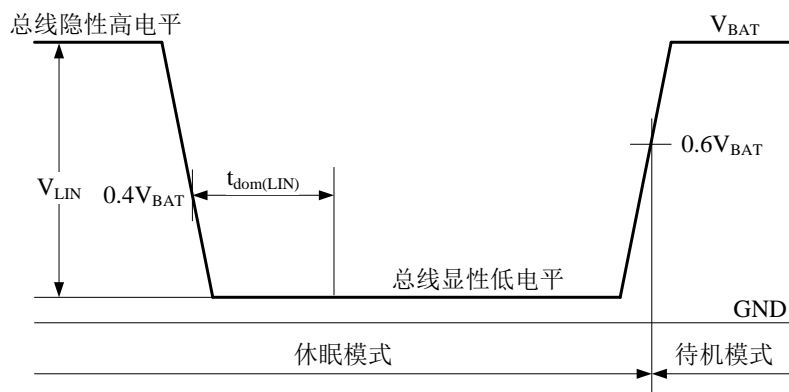 总线隐性高电平
V_BAT
0.6V_BAT
V_LIN
0.4V_BAT
t_dom(LIN)
总线显性低电平
GND
休眠模式
待机模式